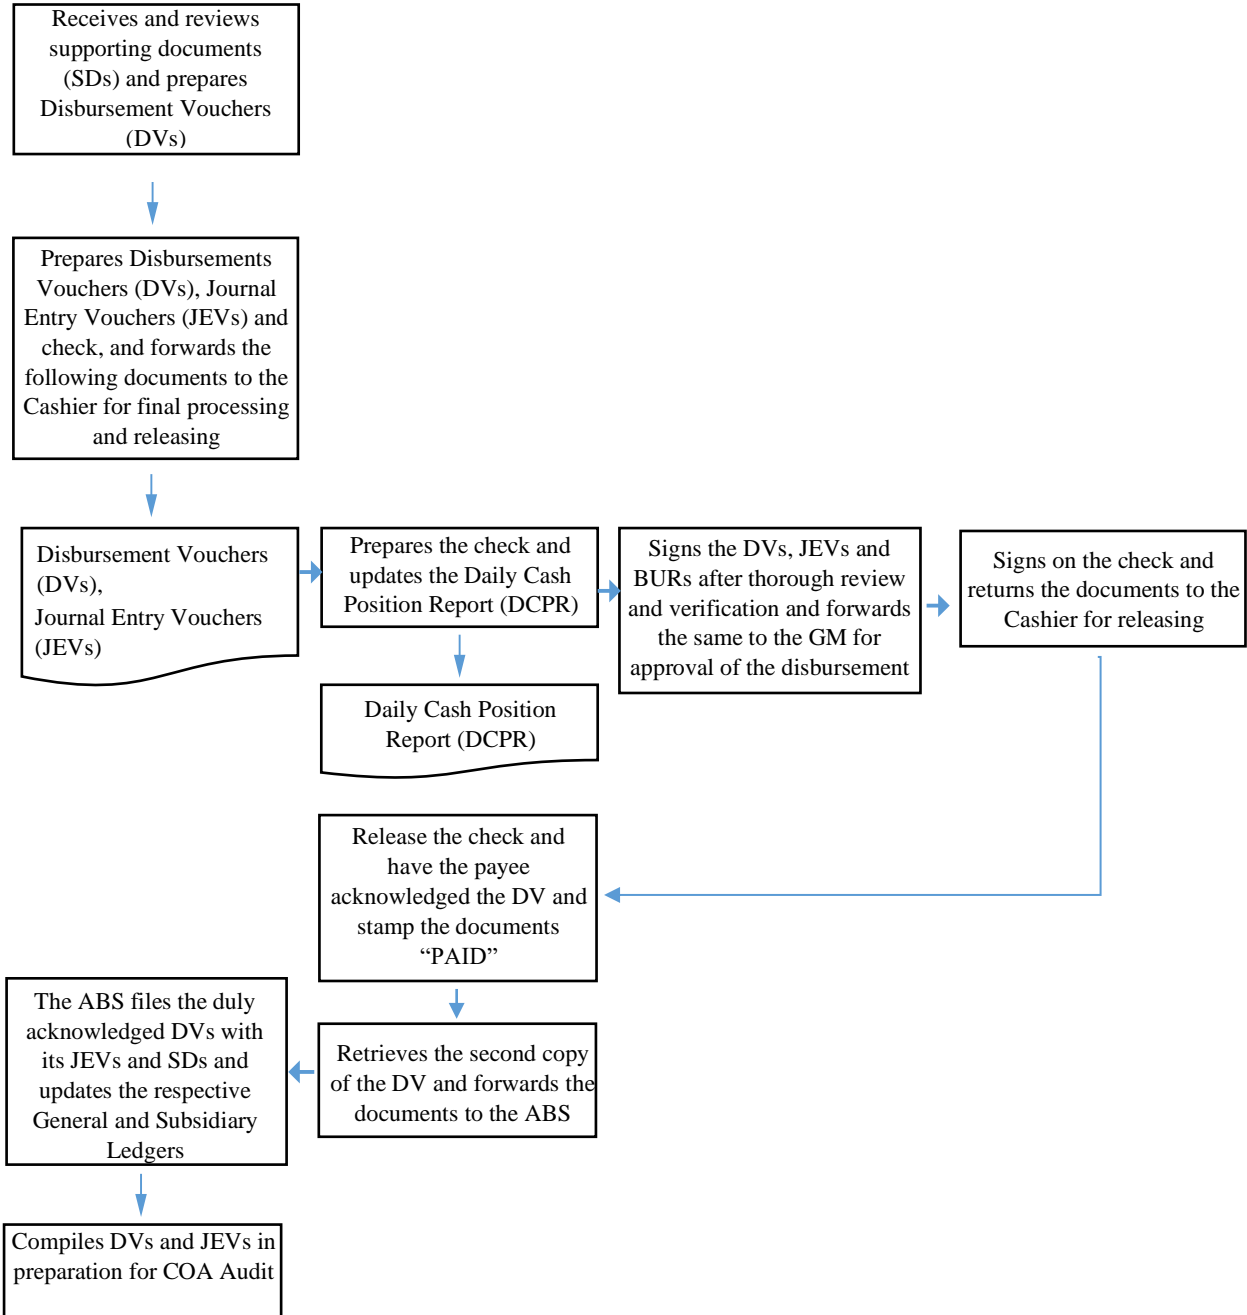 Receives and reviews
supporting documents
(SDs) and prepares
Disbursement Vouchers
(DVs)
Prepares Disbursements
Vouchers (DVs), Journal
Entry Vouchers (JEVs) and
check, and forwards the
following documents to the
Cashier for final processing
and releasing
Disbursement Vouchers
(DVs),
Journal Entry Vouchers
(JEVs)
Prepares the check and
updates the Daily Cash
Position Report (DCPR)
Signs the DVs, JEVs and
BURs after thorough review
and verification and forwards
the same to the GM for
approval of the disbursement
Signs on the check and
returns the documents to the
Cashier for releasing
Daily Cash Position
Report (DCPR)
Release the check and
have the payee
acknowledged the DV and
stamp the documents
“PAID”
Retrieves the second copy
of the DV and forwards the
documents to the ABS
The ABS files the duly
acknowledged DVs with
its JEVs and SDs and
updates the respective
General and Subsidiary
Ledgers
Compiles DVs and JEVs in
preparation for COA Audit